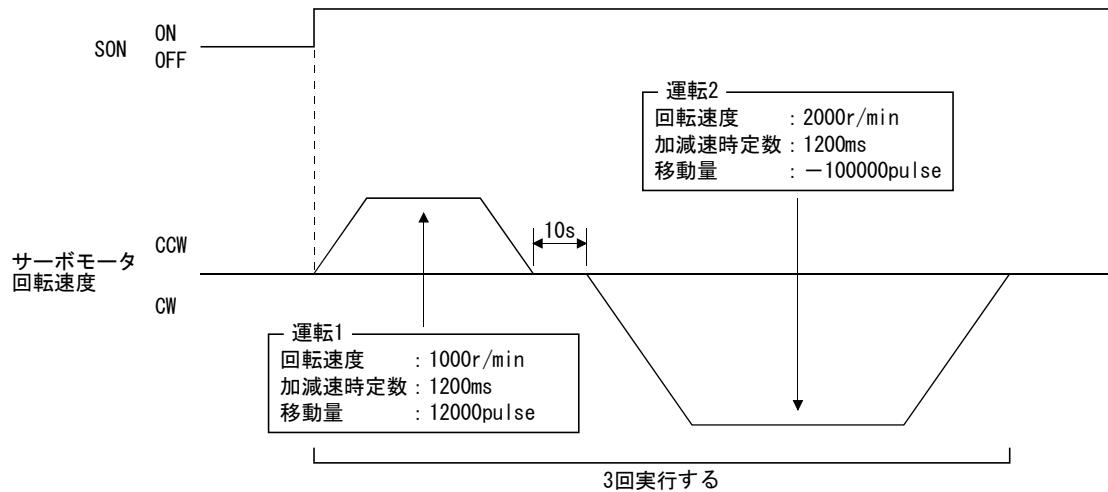 SON
ON
OFF
運転2
回転速度 : 2000r/min
加減速時定数 : 1200ms
移動量 : －100000pulse
10s
サーボモータ
回転速度
CCW
CW
運転1
回転速度 : 1000r/min
加減速時定数 : 1200ms
移動量 : 12000pulse
3回実行する